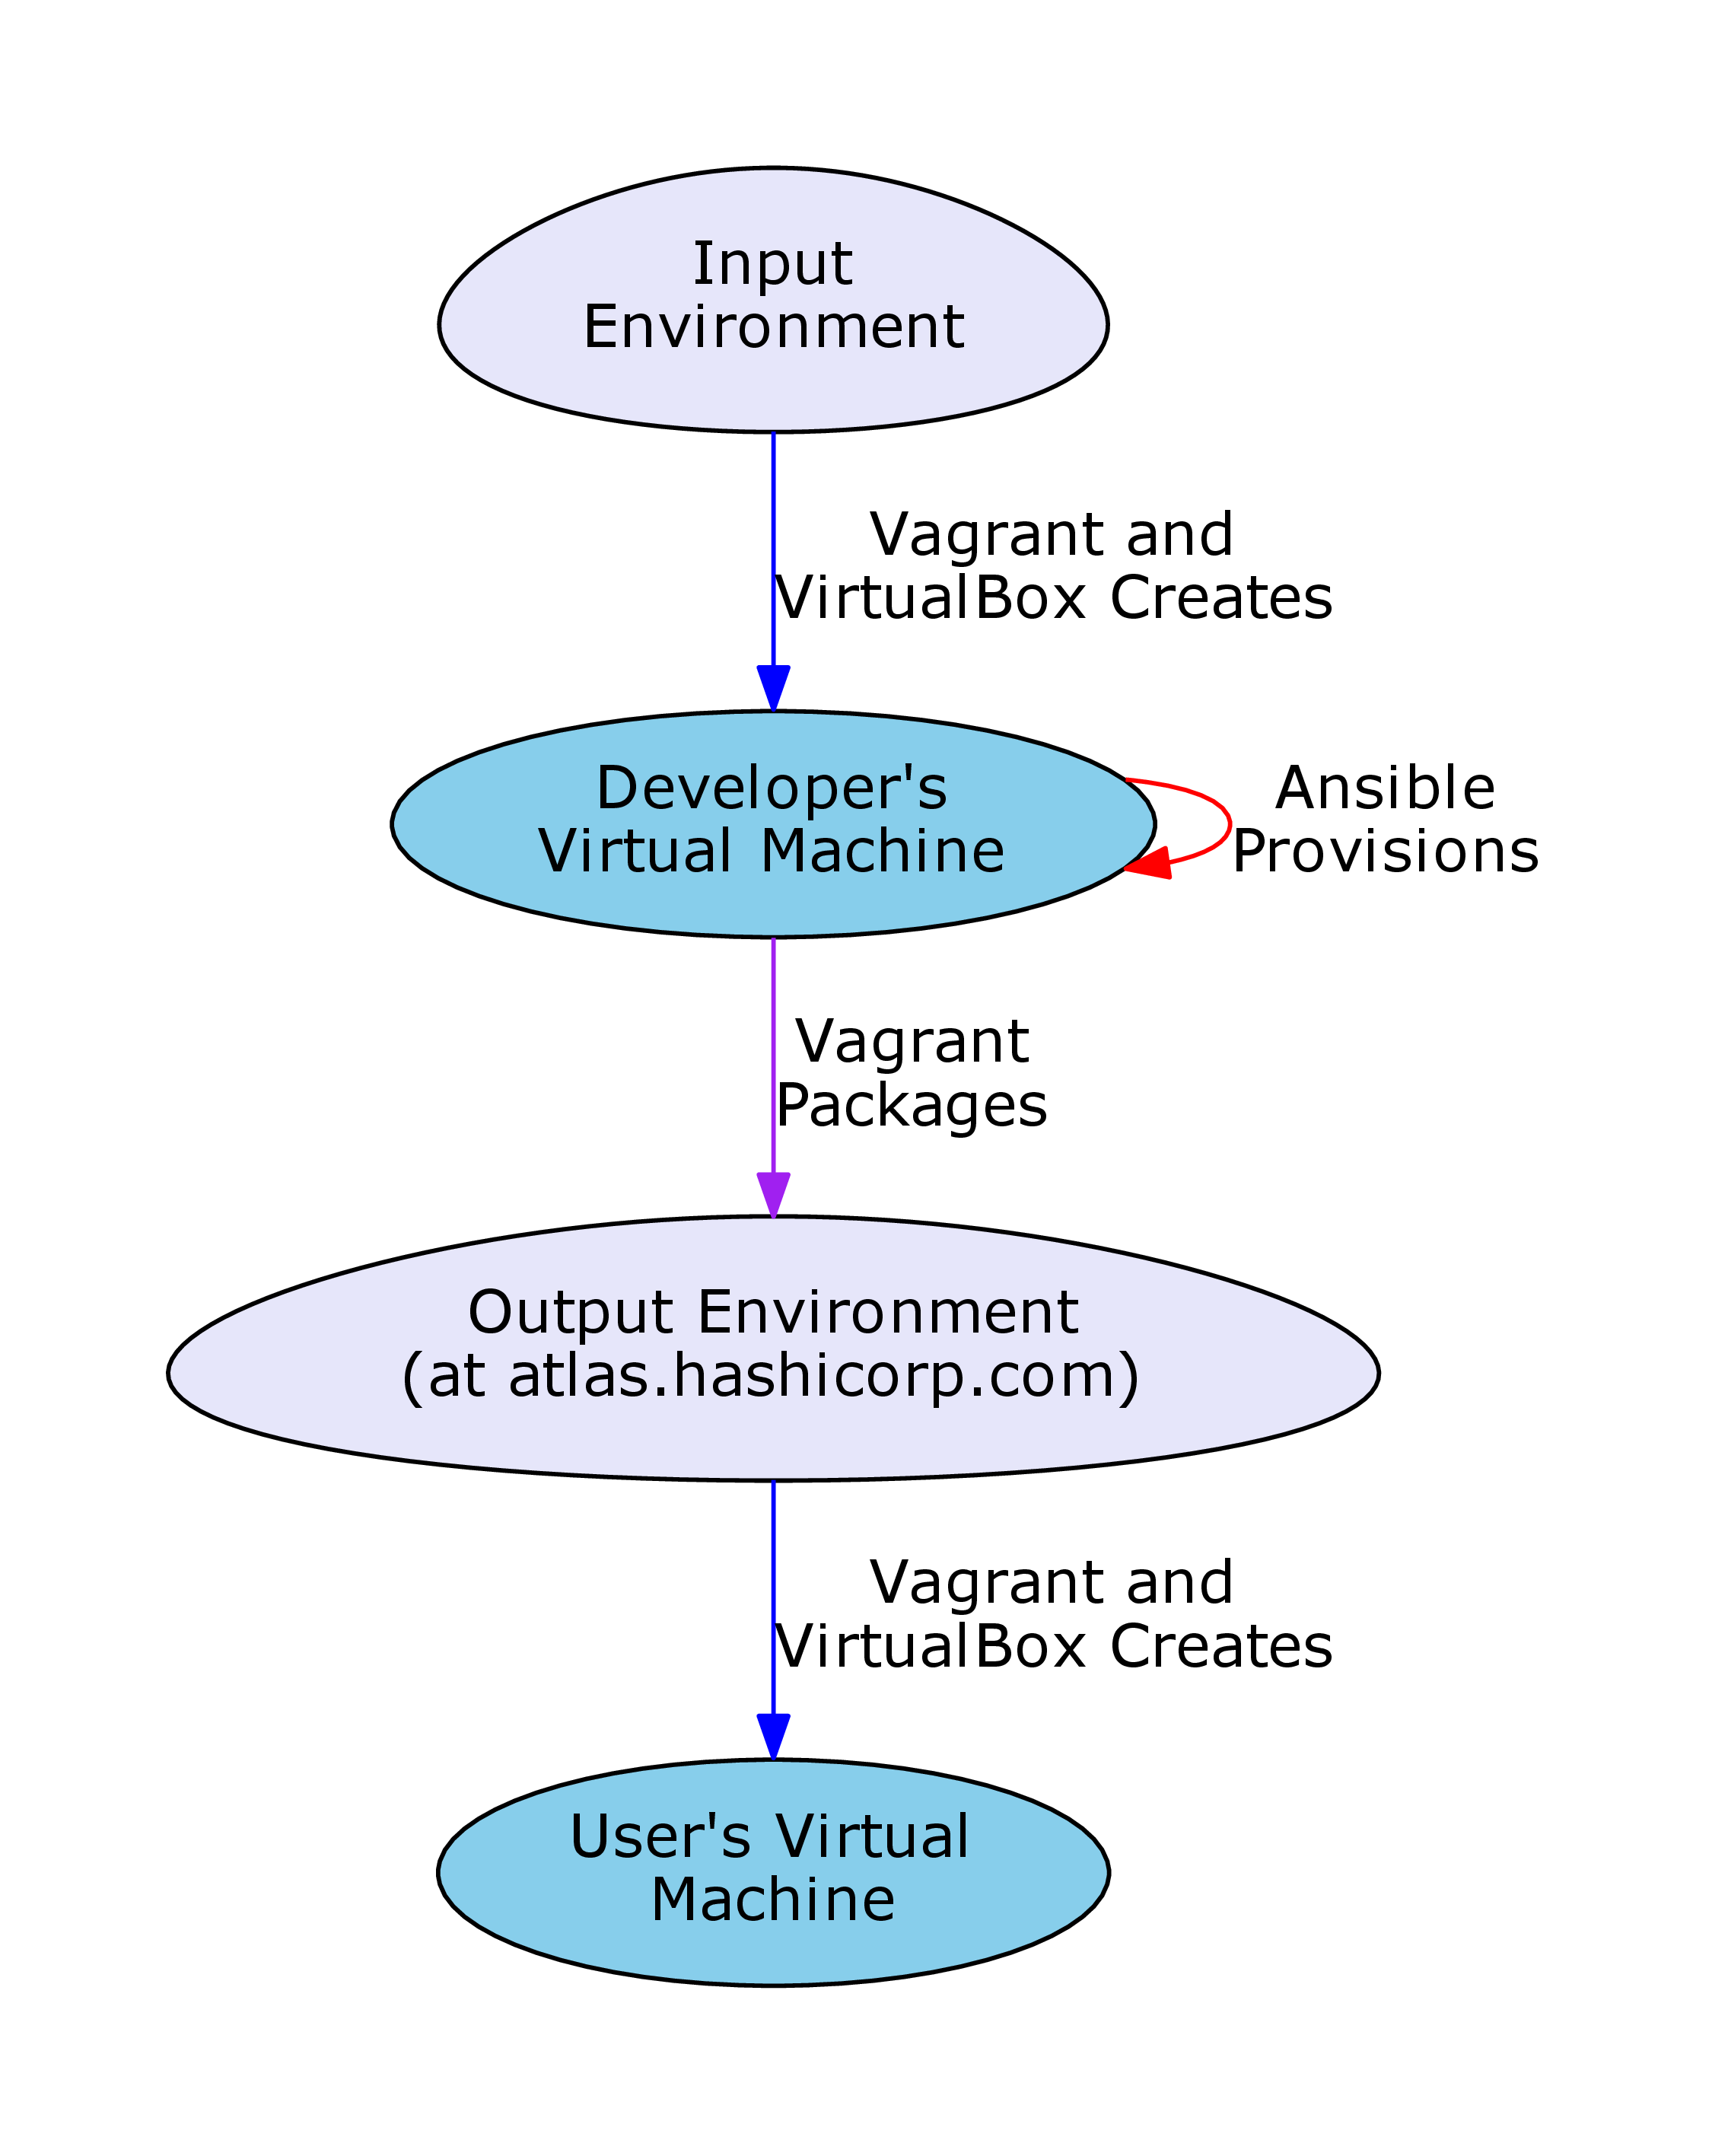 Input
Environment
Vagrant and
VirtualBox Creates
Developer's
Virtual Machine
Ansible
Provisions
Vagrant
Packages
Output Environment
(at atlas.hashicorp.com)
Vagrant and
VirtualBox Creates
User's Virtual
Machine